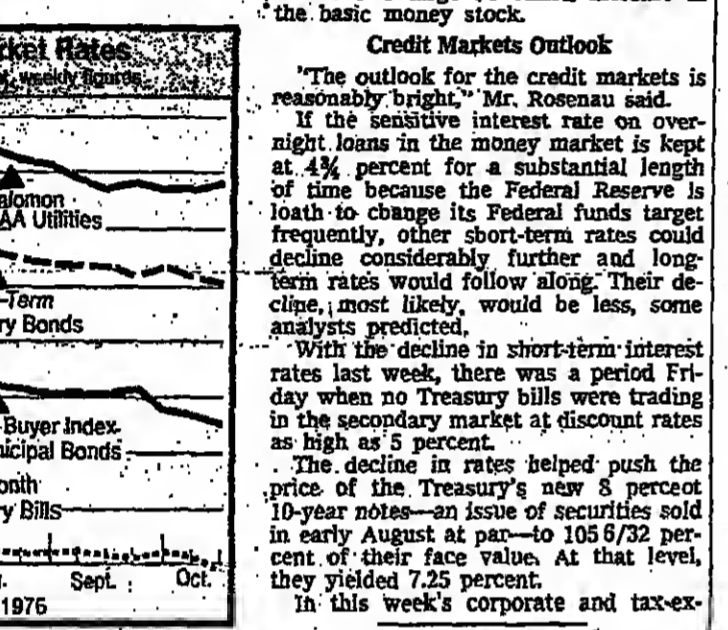 ket Rates
weekly figures
alomon
AA Utilities
-Term
ry Bonds
-Buyer Index-
nicipal Bonds
onth
ry Bills
Sept.
Oct.
1976
the basic money stock.
Credit Markets Outlook
"The outlook for the credit markets is
reasonably bright," Mr. Rosenau said.
If the sensitive interest rate on over-
night loans in the money market is kept
at 4¾ percent for a substantial length
of time because the Federal Reserve is
loath to change its Federal funds target
frequently, other short-term rates could
decline considerably further and long-
term rates would follow along. Their de-
cline, most likely, would be less, some
analysts predicted.
With the decline in short-term interest
rates last week, there was a period Fri-
day when no Treasury bills were trading
in the secondary market at discount rates
as high as 5 percent.
The decline in rates helped push the
price of the Treasury's new 8 percent
10-year notes—an issue of securities sold
in early August at par—to 105 6/32 per-
cent of their face value. At that level,
they yielded 7.25 percent.
In this week's corporate and tax-ex-